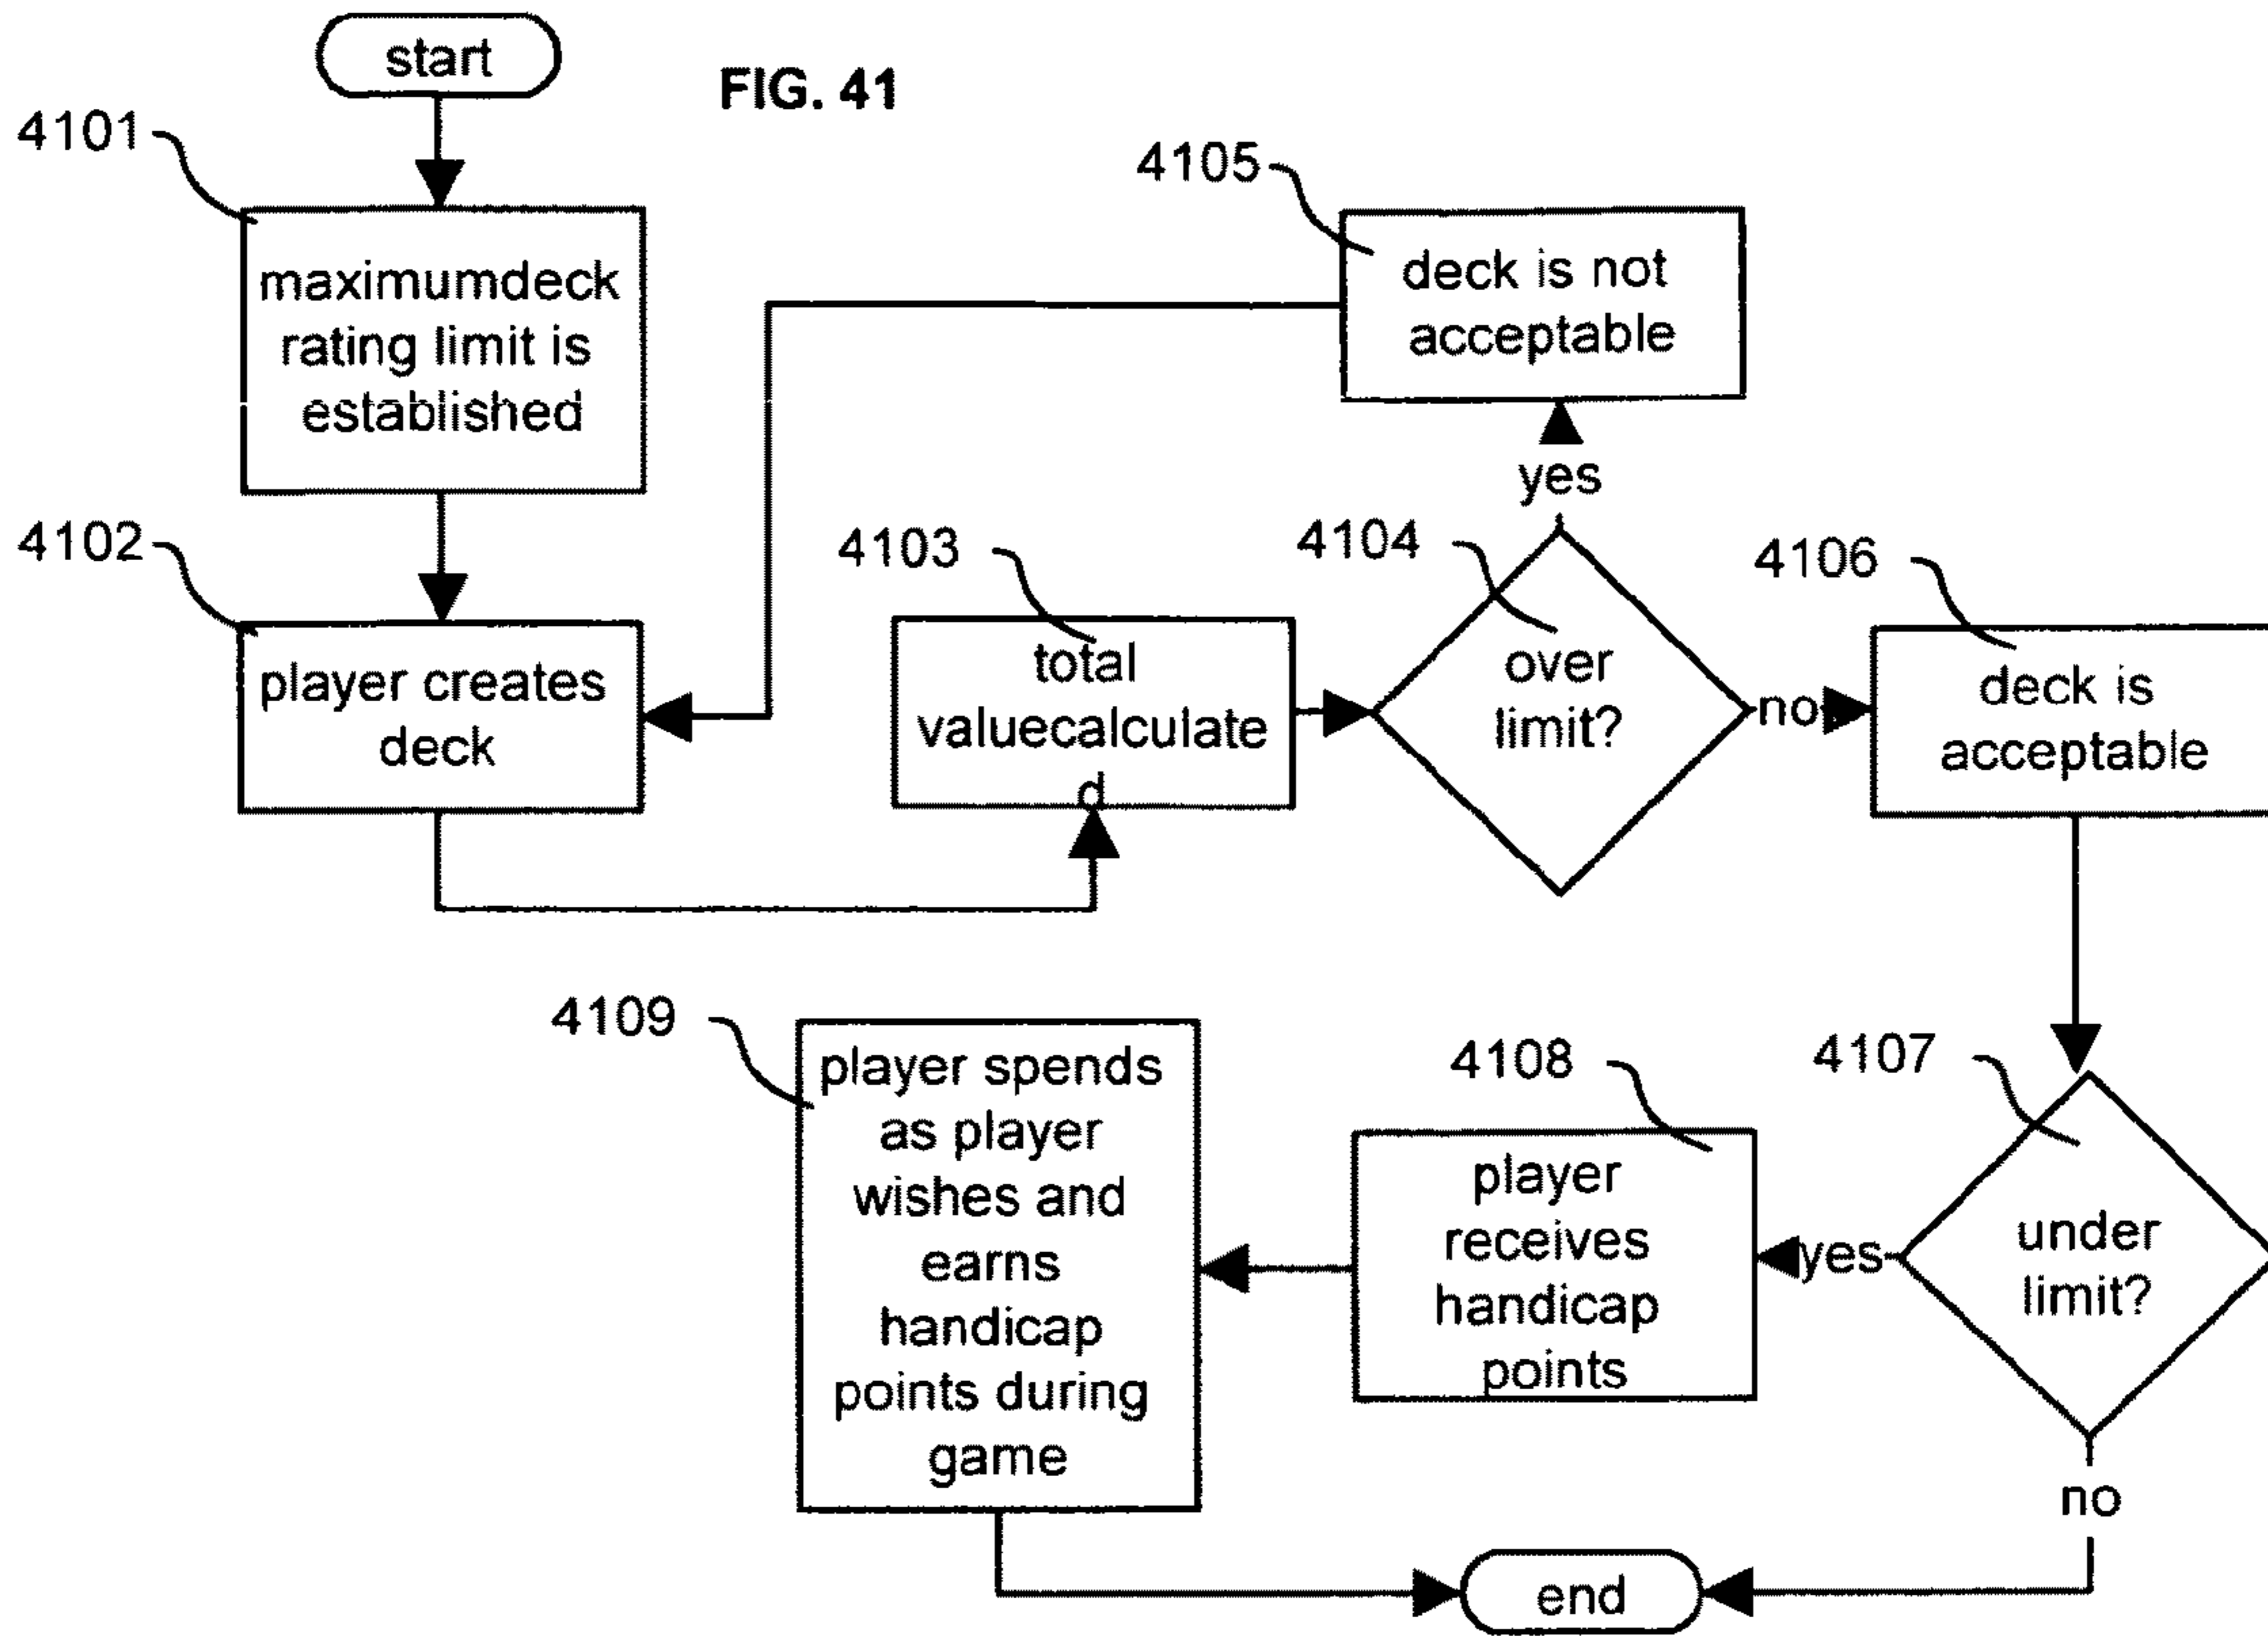 start
FIG. 41
4101
maximumdeck
rating limit is
established
4102
player creates
deck
4103
total
valuecalculate
d
4104
over
limit?
yes
4105
deck is not
acceptable
no
4106
deck is
acceptable
4107
under
limit?
yes
4108
player
receives
handicap
points
4109
player spends
as player
wishes and
earns
handicap
points during
game
no
end